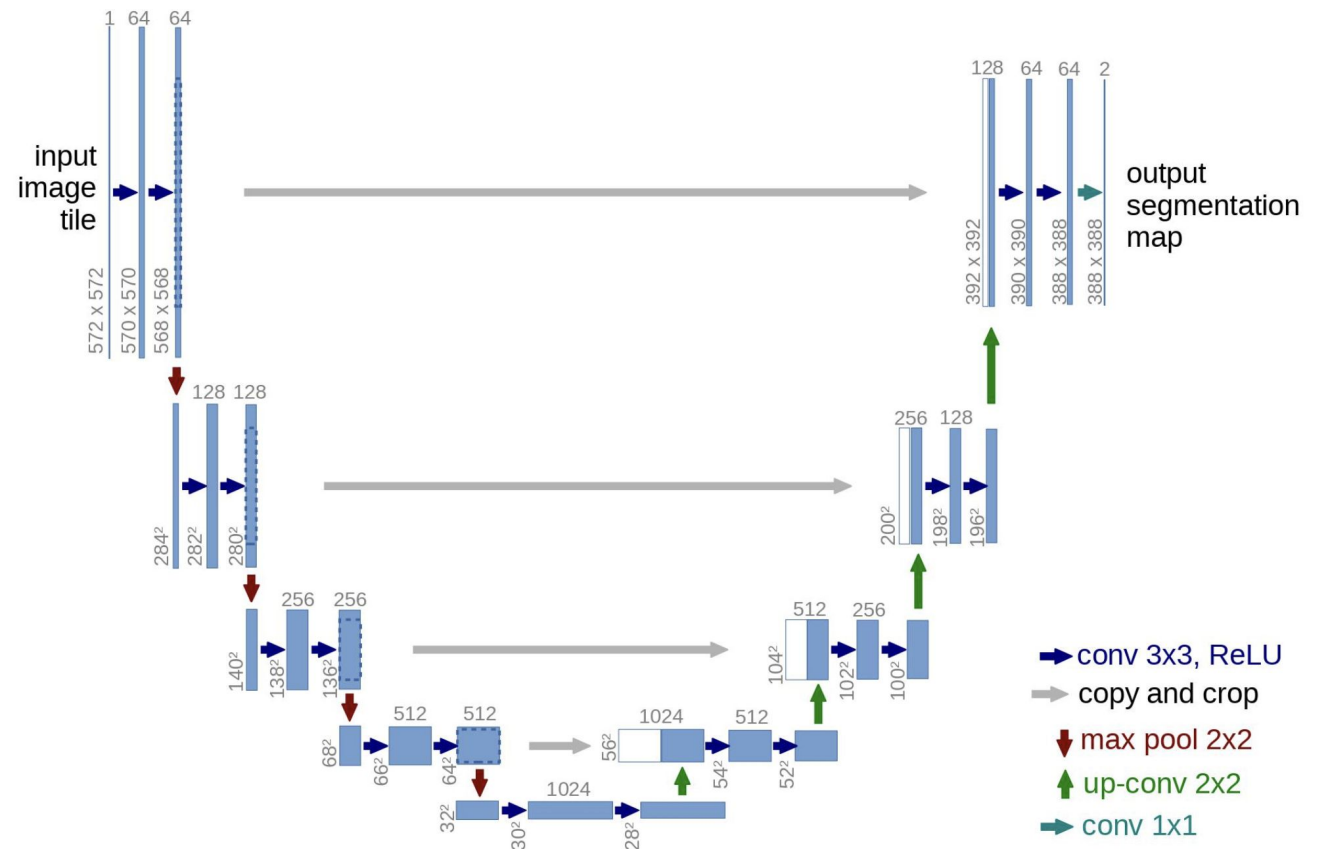 1 64 64
input
image
tile
572 x 572
570 x 570
568 x 568
128 64 64 2
output
segmentation
map
392 x 392
390 x 390
388 x 388
388 x 388
128 128
284²
282²
280²
256 128
200²
198²
196²
256 256
140²
138²
136²
512 256
104²
102²
100²
512 512
68²
66²
64²
1024 512
56²
54²
52²
1024
32²
30²
28²
conv 3x3, ReLU
copy and crop
max pool 2x2
up-conv 2x2
conv 1x1